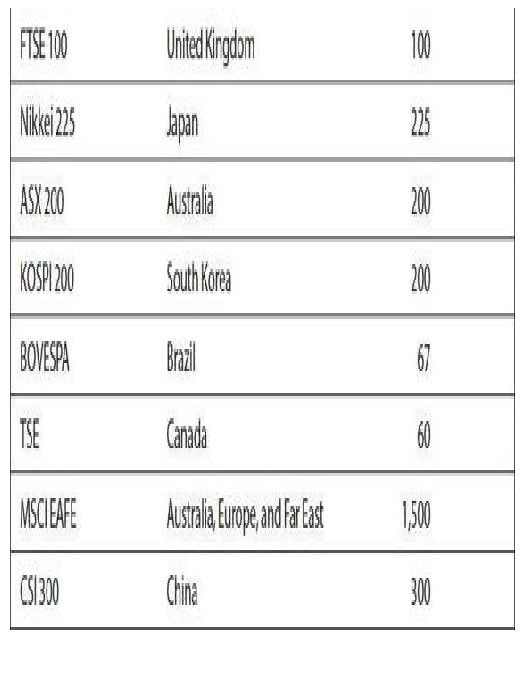 FTSE 100 United Kingdom 100
Nikkei 225 Japan 225
ASX 200 Australia 200
KOSPI 200 South Korea 200
BOVESPA Brazil 67
TSE Canada 60
MSCI EAFE Australia, Europe, and Far East 1,500
CSI 300 China 300